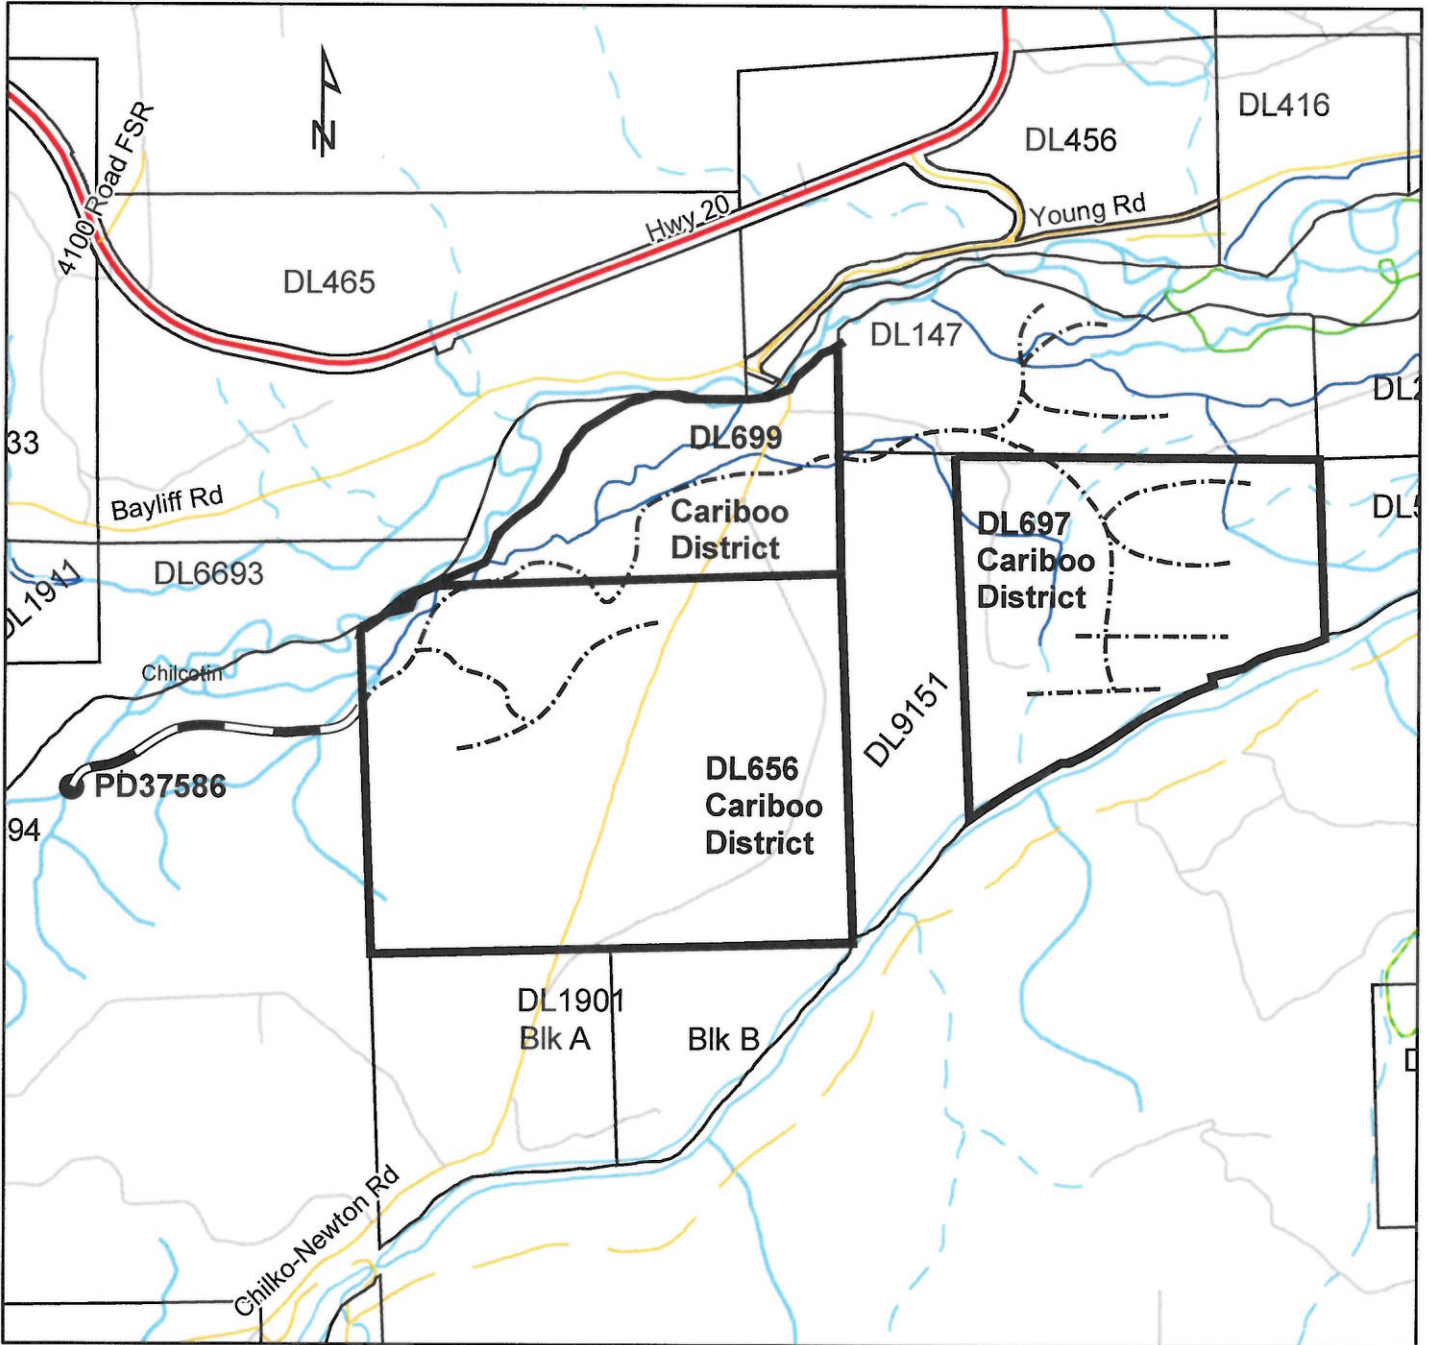 DL416
DL456
4100 Road FSR
N
Hwy 20
Young Rd
DL465
DL147
33
DL699
Bayliff Rd
Cariboo
District
DL697
Cariboo
District
DL6693
DL1911
Chilcotin
DL9151
PD37586
DL656
Cariboo
District
94
DL1901
Blk A
Blk B
Chilko-Newton Rd